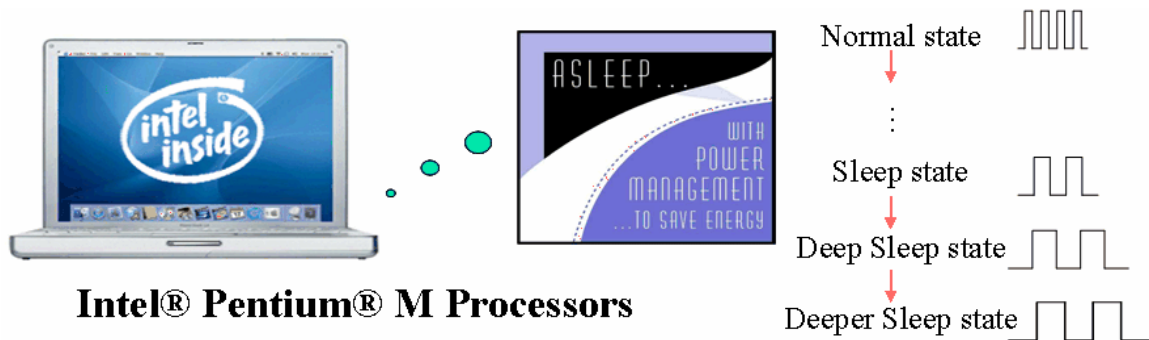 intel
inside
Intel® Pentium® M Processors
ASLEEP...
WITH
POWER
MANAGEMENT
...TO SAVE ENERGY
Normal state
⋮
Sleep state
Deep Sleep state
Deeper Sleep state